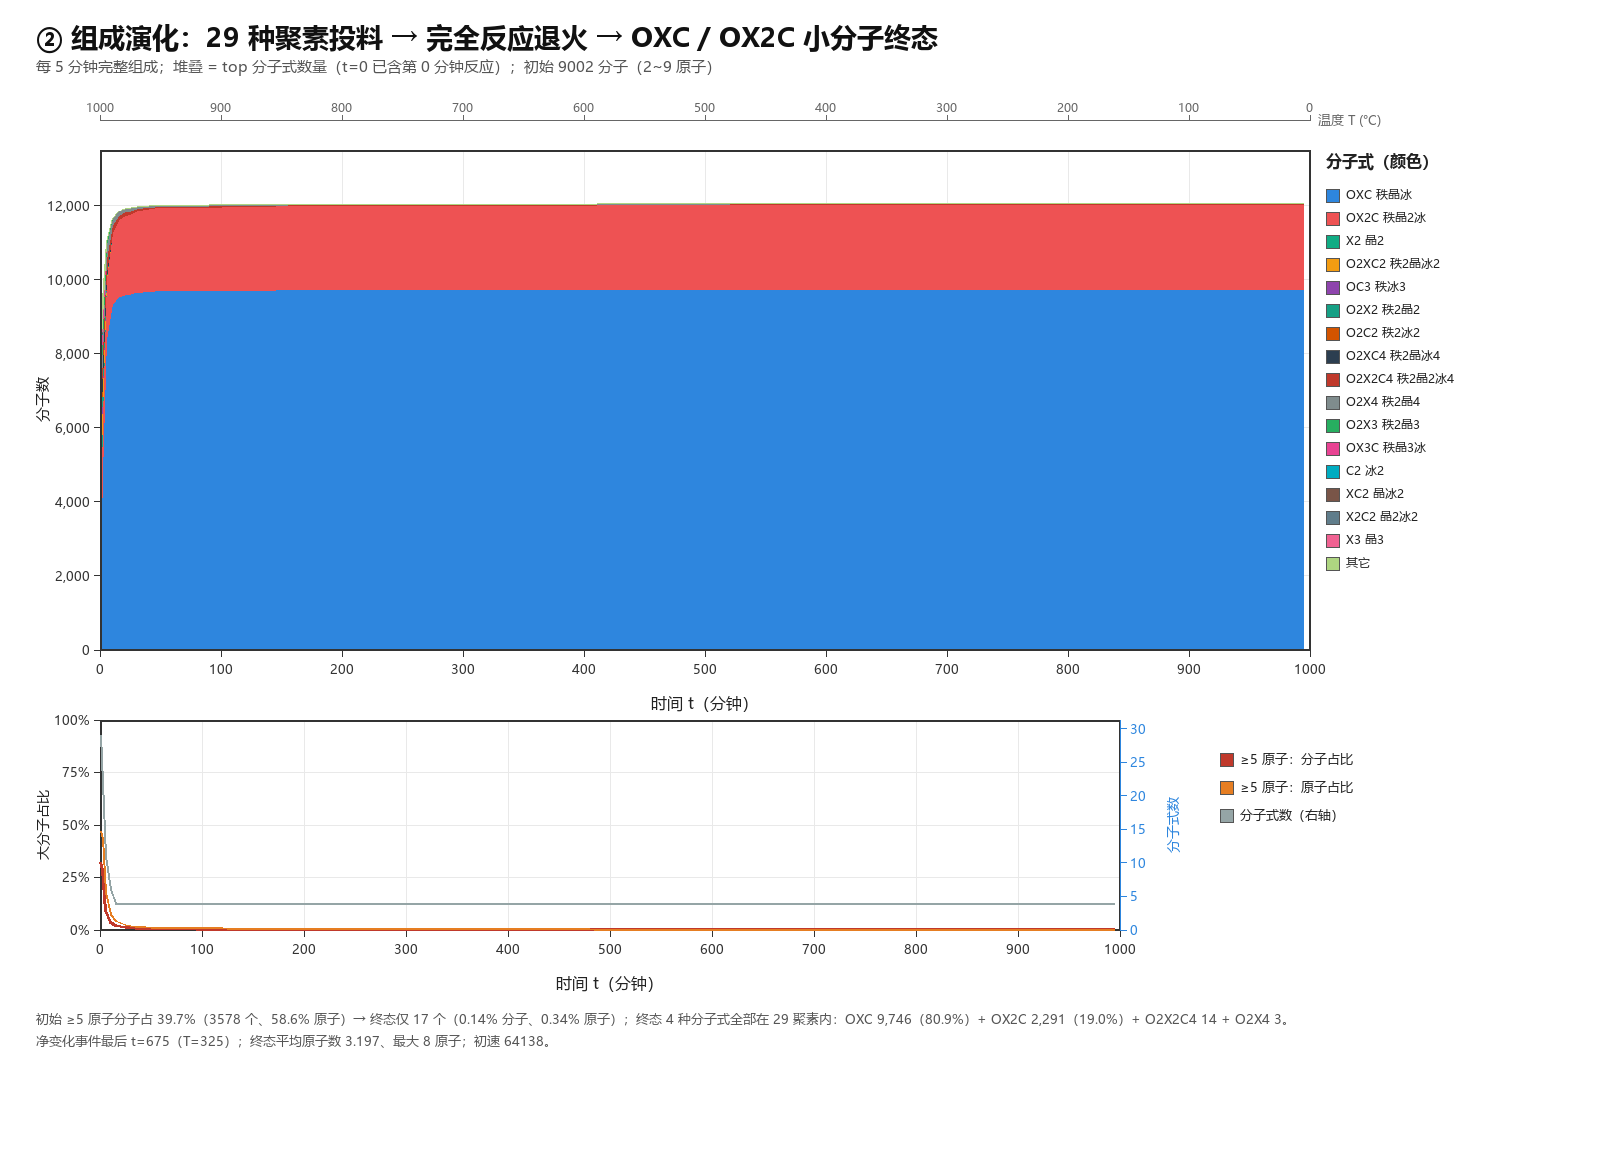 ② 组成演化：29 种聚素投料 → 完全反应退火 → OXC / OX2C 小分子终态
每 5 分钟完整组成；堆叠 = top 分子式数量（t=0 已含第 0 分钟反应）；初始 9002 分子（2~9 原子）
1000 900 800 700 600 500 400 300 200 100 0
温度 T (°C)
分子式（颜色）
OXC 秩喦冰
OX2C 秩喦2冰
X2 喦2
O2XC2 秩2喦冰2
OC3 秩冰3
O2X2 秩2喦2
O2C2 秩2冰2
O2XC4 秩2喦冰4
O2X2C4 秩2喦2冰4
O2X4 秩2喦4
O2X3 秩2喦3
OX3C 秩喦3冰
C2 冰2
XC2 喦冰2
X2C2 喦2冰2
X3 喦3
其它
分子数
12,000
10,000
8,000
6,000
4,000
2,000
0
0 100 200 300 400 500 600 700 800 900 1000
时间 t（分钟）
大分子占比
100%
75%
50%
25%
0%
30
25
20
15
10
5
0
分子式数
≥5 原子：分子占比
≥5 原子：原子占比
分子式数（右轴）
0 100 200 300 400 500 600 700 800 900 1000
时间 t（分钟）
初始 ≥5 原子分子占 39.7%（3578 个、58.6% 原子）→ 终态仅 17 个（0.14% 分子、0.34% 原子）；终态 4 种分子式全部在 29 聚素内：OXC 9,746（80.9%）+ OX2C 2,291（19.0%）+ O2X2C4 14 + O2X4 3。
净变化事件最后 t=675（T=325）；终态平均原子数 3.197、最大 8 原子；初速 64138。